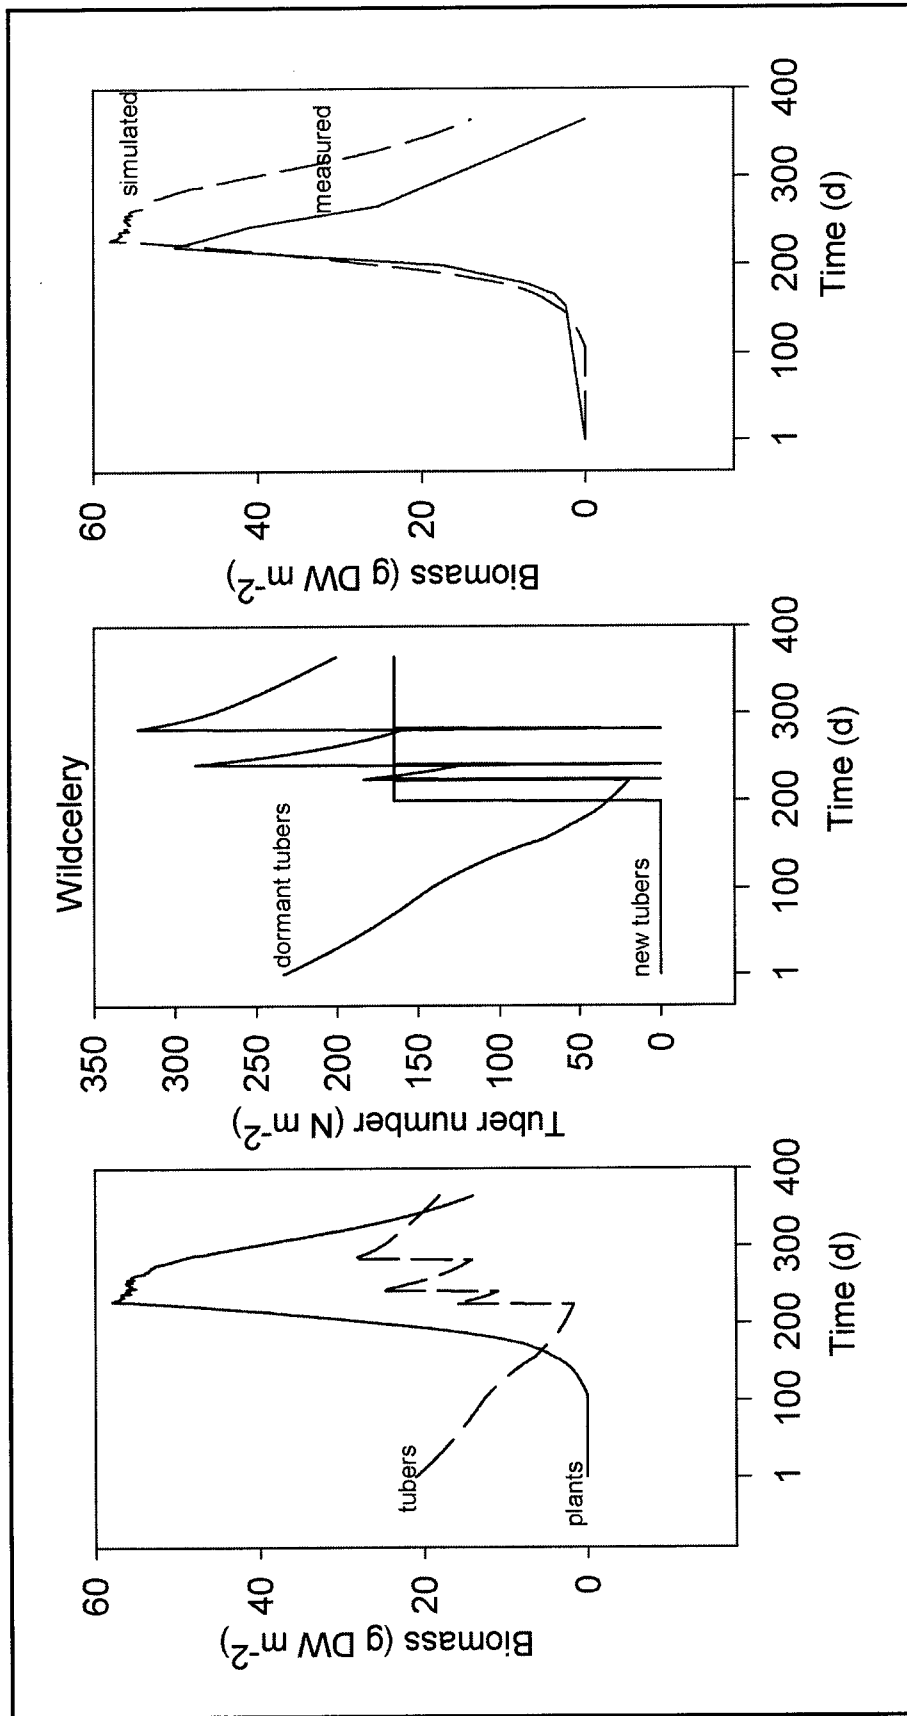 Wildcelery
Biomass (g DW m-2)
60
40
20
0
tubers
plants
1
100
200
300
400
Time (d)
Tuber number (N m-2)
350
300
250
200
150
100
50
0
dormant tubers
new tubers
1
100
200
300
400
Time (d)
Biomass (g DW m-2)
60
40
20
0
simulated
measured
1
100
200
300
400
Time (d)